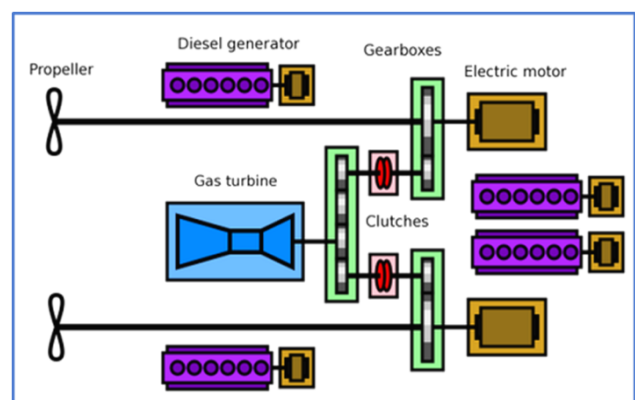 Diesel generator
Gearboxes
Propeller
Electric motor
Gas turbine
Clutches